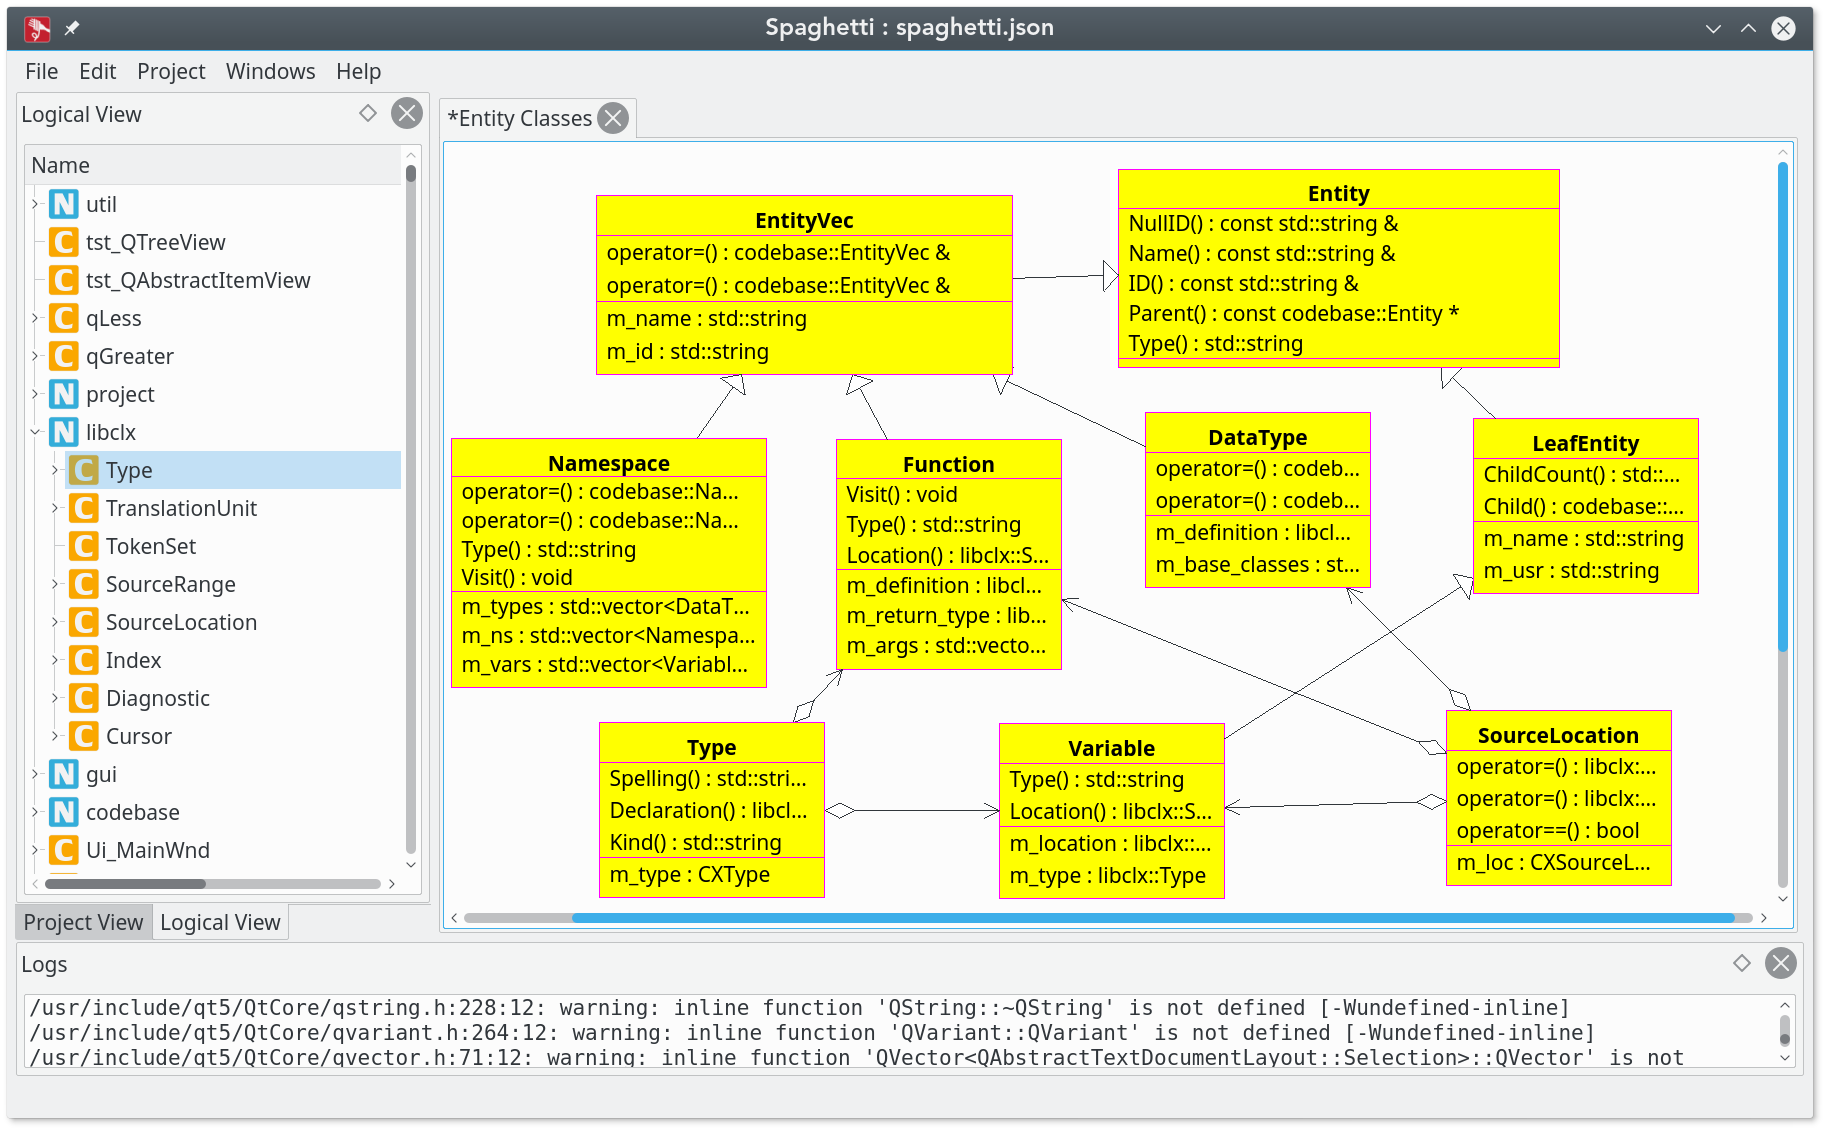 Spaghetti : spaghetti.json
File Edit Project Windows Help
Logical View
Name
N util
C tst_QTreeView
C tst_QAbstractItemView
C qLess
C qGreater
N project
N libclx
C Type
C TranslationUnit
C TokenSet
C SourceRange
C SourceLocation
C Index
C Diagnostic
C Cursor
N gui
N codebase
C Ui_MainWnd
Project View Logical View
*Entity Classes
EntityVec
operator=() : codebase::EntityVec &
operator=() : codebase::EntityVec &
m_name : std::string
m_id : std::string
Entity
NullID() : const std::string &
Name() : const std::string &
ID() : const std::string &
Parent() : const codebase::Entity *
Type() : std::string
Namespace
operator=() : codebase::Na...
operator=() : codebase::Na...
Type() : std::string
Visit() : void
m_types : std::vector<DataT...
m_ns : std::vector<Namespa...
m_vars : std::vector<Variabl...
Function
Visit() : void
Type() : std::string
Location() : libclx::S...
m_definition : libcl...
m_return_type : lib...
m_args : std::vecto...
DataType
operator=() : codeb...
operator=() : codeb...
m_definition : libcl...
m_base_classes : st...
LeafEntity
ChildCount() : std::...
Child() : codebase::...
m_name : std::string
m_usr : std::string
Type
Spelling() : std::stri...
Declaration() : libcl...
Kind() : std::string
m_type : CXType
Variable
Type() : std::string
Location() : libclx::S...
m_location : libclx::...
m_type : libclx::Type
SourceLocation
operator=() : libclx:...
operator=() : libclx:...
operator==() : bool
m_loc : CXSourceL...
Logs
/usr/include/qt5/QtCore/qstring.h:228:12: warning: inline function 'QString::~QString' is not defined [-Wundefined-inline]
/usr/include/qt5/QtCore/qvariant.h:264:12: warning: inline function 'QVariant::QVariant' is not defined [-Wundefined-inline]
/usr/include/qt5/QtCore/qvector.h:71:12: warning: inline function 'QVector<QAbstractTextDocumentLayout::Selection>::QVector' is not